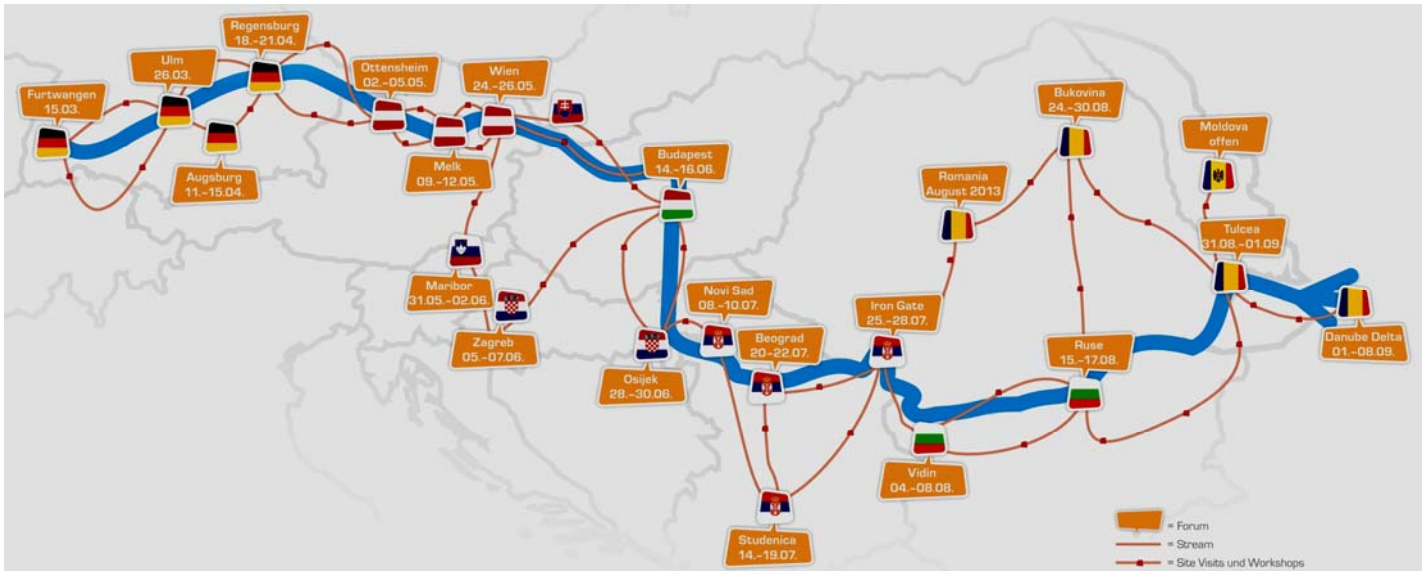 Furtwangen
15.03.
Ulm
26.03.
Regensburg
18.-21.04.
Augsburg
11.-15.04.
Ottensheim
02.-05.05.
Melk
09.-12.05.
Wien
24.-26.05.
Maribor
31.05.-02.06.
Zagreb
05.-07.06.
Budapest
14.-16.06.
Osijek
28.-30.06.
Novi Sad
08.-10.07.
Beograd
20-22.07.
Studenica
14.-19.07.
Iron Gate
25.-28.07.
Vidin
04.-08.08.
Romania
August 2013
Bukovina
24.-30.08.
Ruse
15.-17.08.
Moldova
offen
Tulcea
31.08.-01.09.
Danube Delta
01.-08.09.
= Forum
= Stream
= Site Visits und Workshops